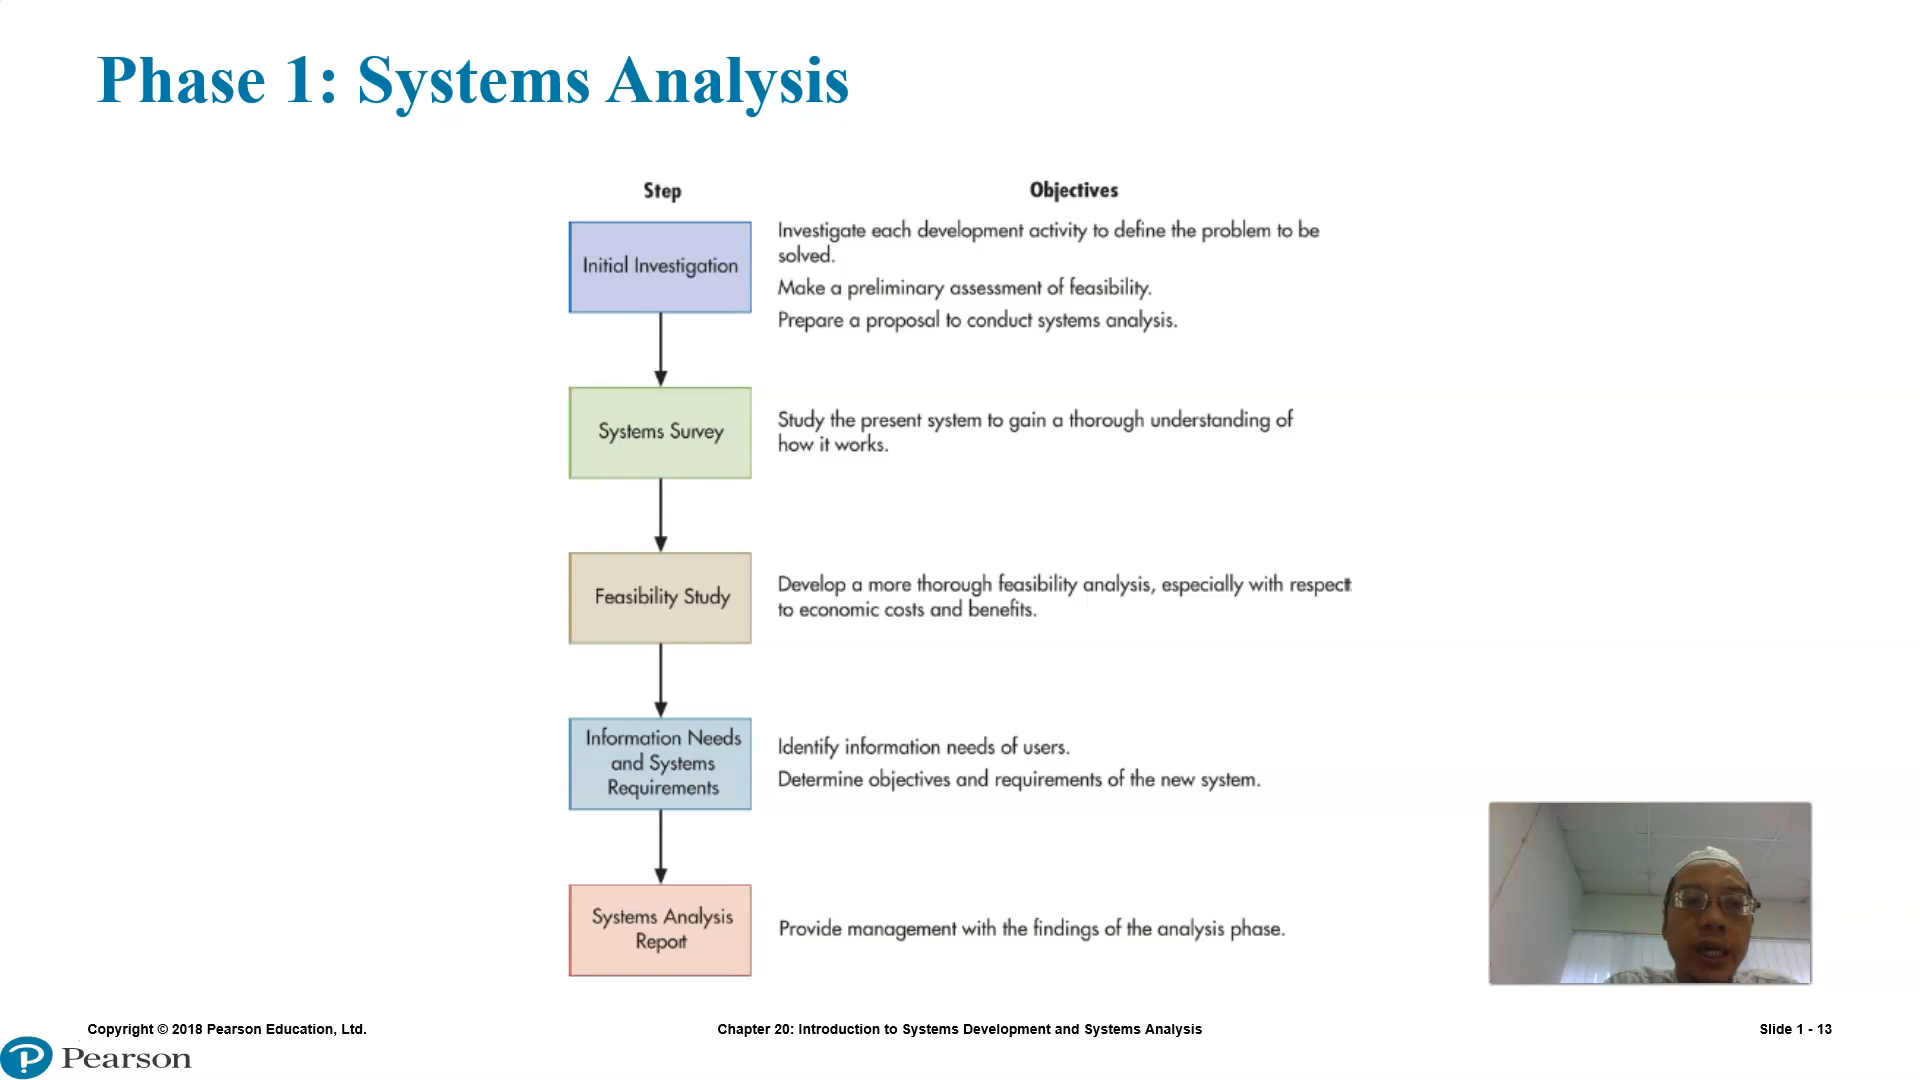 Phase 1: Systems Analysis
Step
Objectives
Initial Investigation
Investigate each development activity to define the problem to be
solved.
Make a preliminary assessment of feasibility.
Prepare a proposal to conduct systems analysis.
Systems Survey
Study the present system to gain a thorough understanding of
how it works.
Feasibility Study
Develop a more thorough feasibility analysis, especially with respect
to economic costs and benefits.
Information Needs
and Systems
Requirements
Identify information needs of users.
Determine objectives and requirements of the new system.
Systems Analysis
Report
Provide management with the findings of the analysis phase.
Copyright © 2018 Pearson Education, Ltd.
Chapter 20: Introduction to Systems Development and Systems Analysis
Slide 1 - 13
Pearson